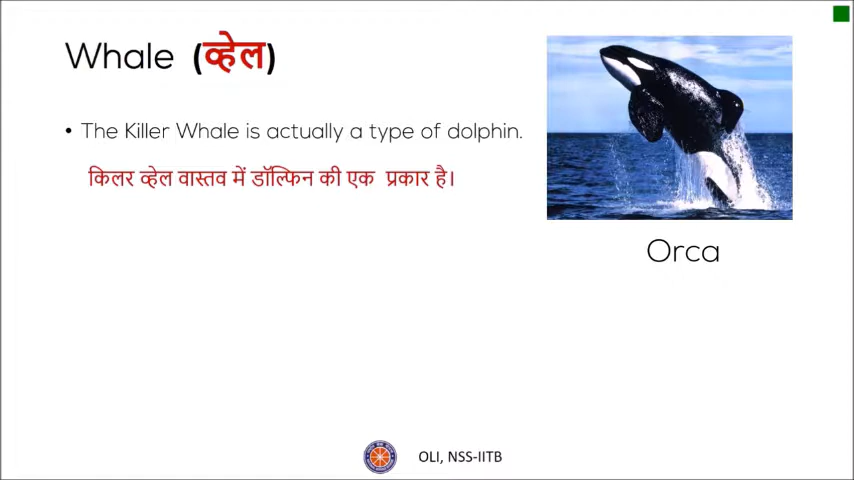 Whale (व्हेल)
• The Killer Whale is actually a type of dolphin.
किलर व्हेल वास्तव में डॉल्फिन की एक प्रकार है।
Orca
OLI, NSS-IITB